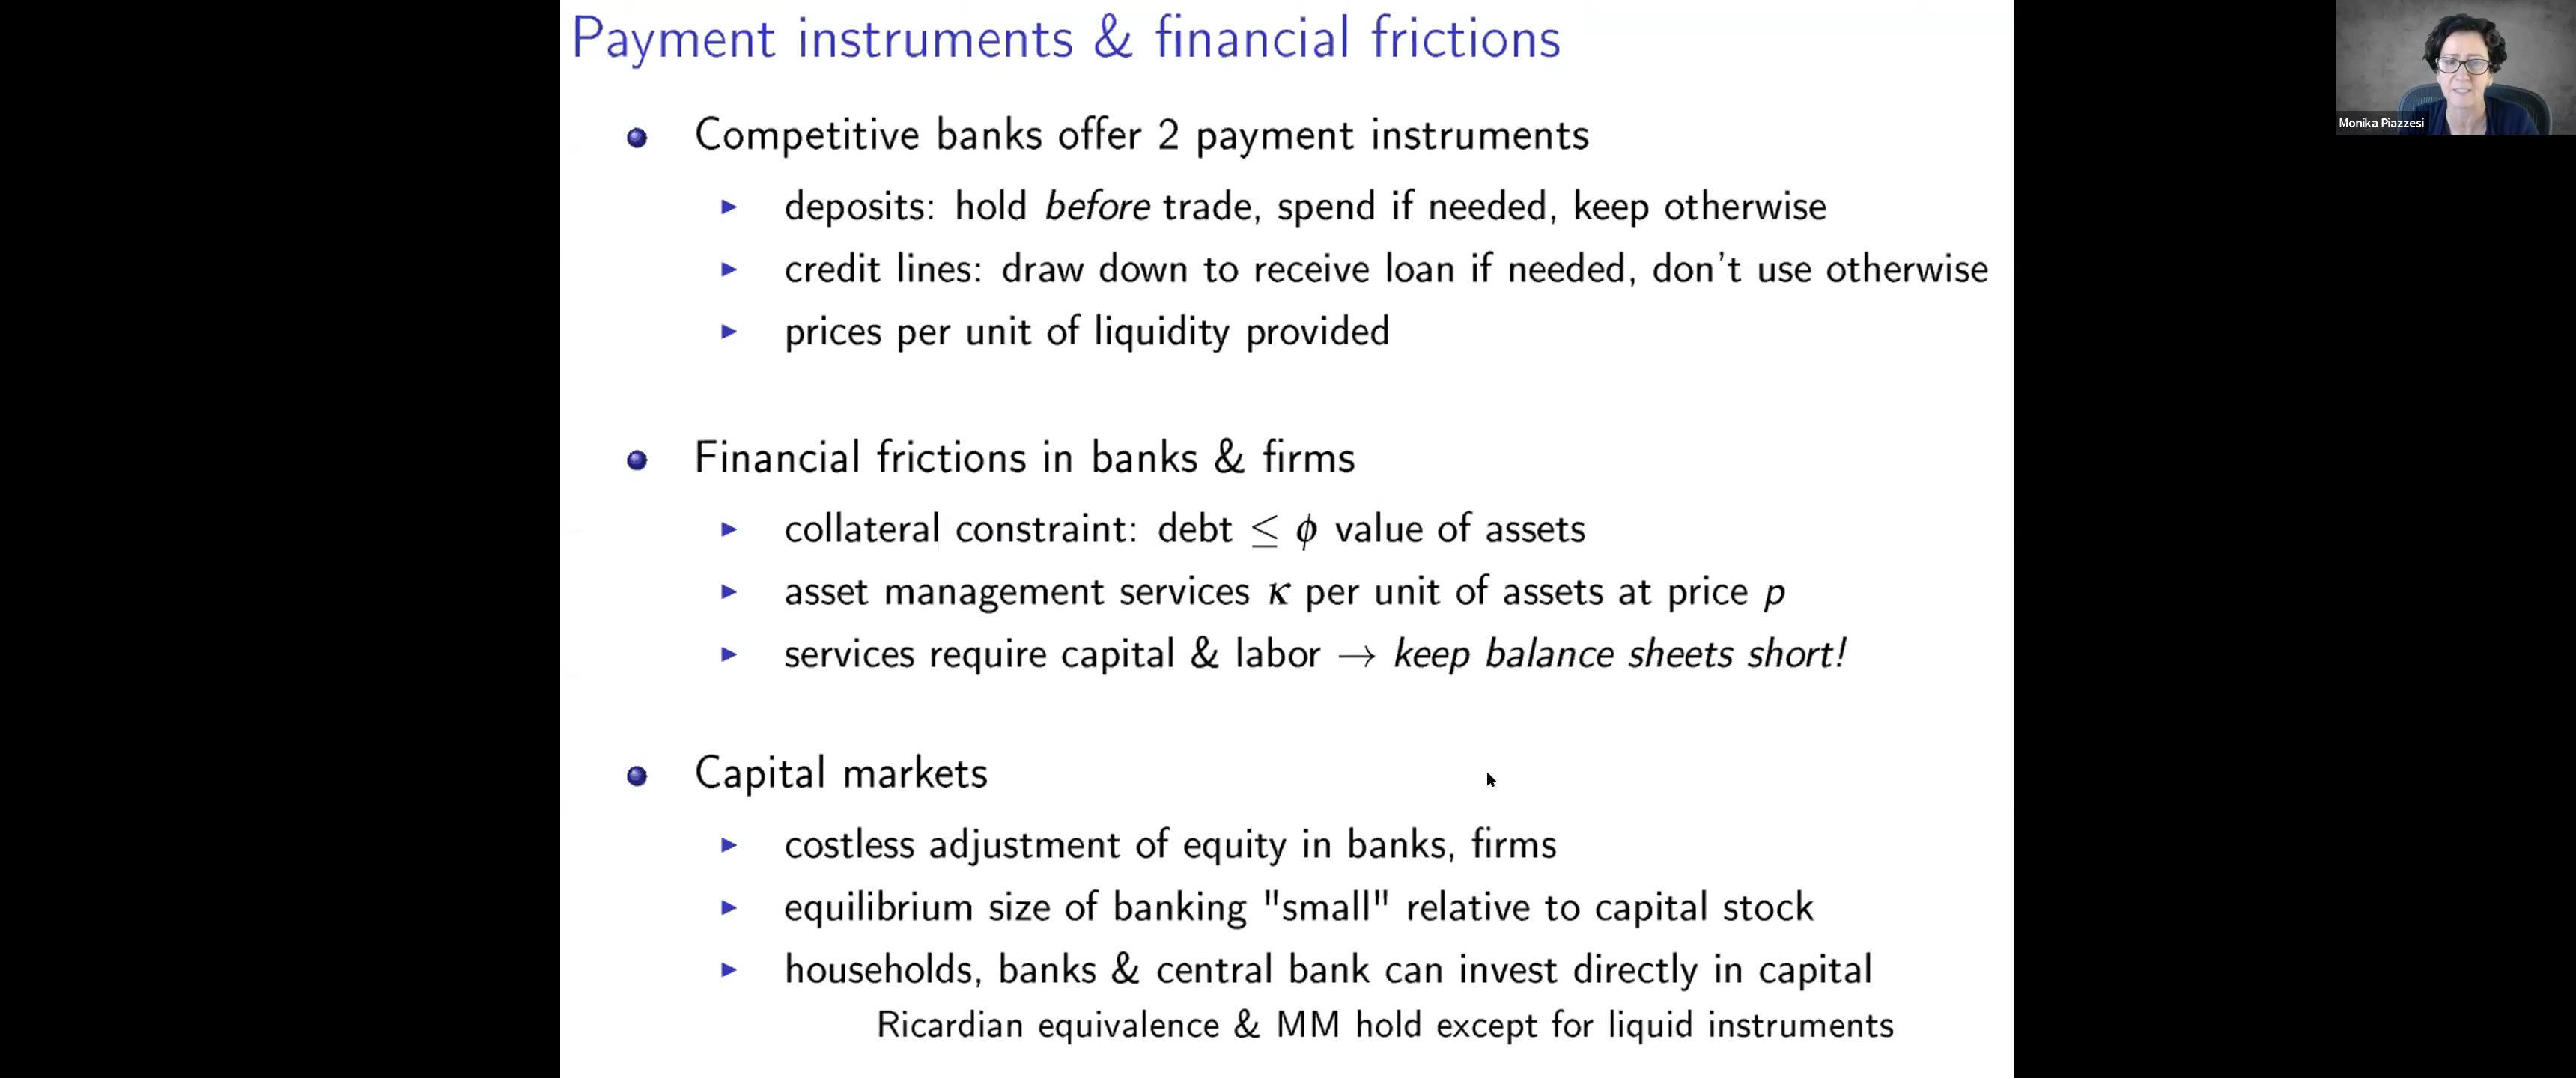 Payment instruments & financial frictions
Monika Piazzesi
Competitive banks offer 2 payment instruments
deposits: hold before trade, spend if needed, keep otherwise
credit lines: draw down to receive loan if needed, don't use otherwise
prices per unit of liquidity provided
Financial frictions in banks & firms
collateral constraint: debt ≤ ϕ value of assets
asset management services κ per unit of assets at price p
services require capital & labor → keep balance sheets short!
Capital markets
costless adjustment of equity in banks, firms
equilibrium size of banking "small" relative to capital stock
households, banks & central bank can invest directly in capital
Ricardian equivalence & MM hold except for liquid instruments